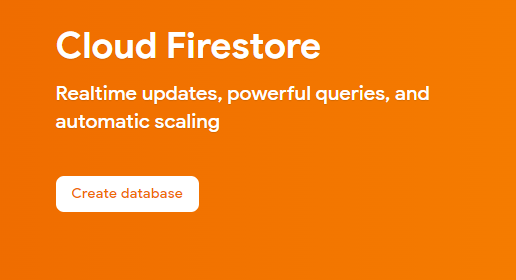 Cloud Firestore
Realtime updates, powerful queries, and
automatic scaling
Create database